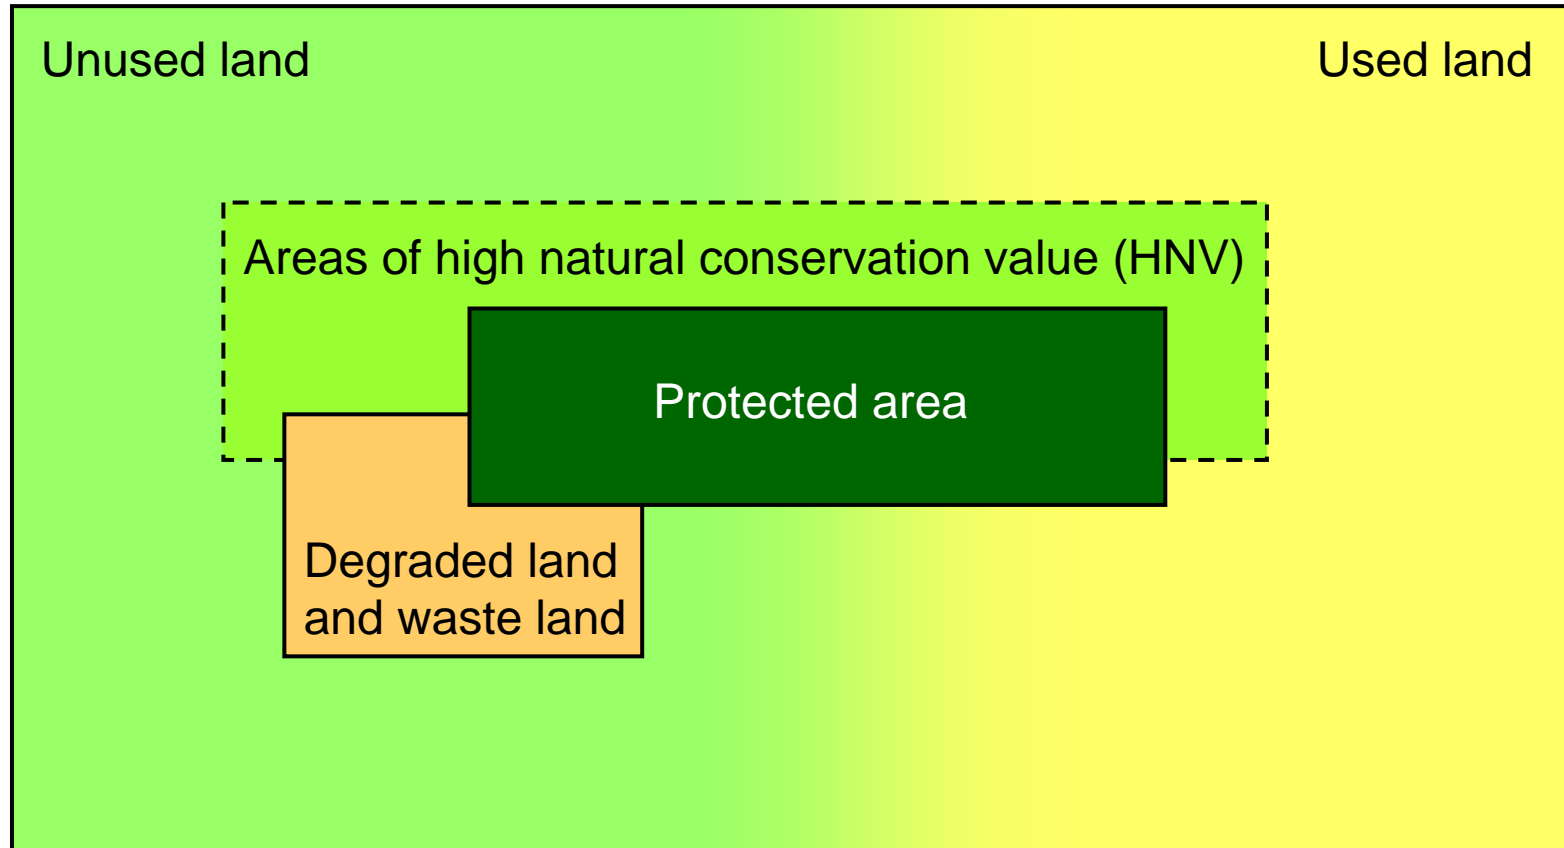 Unused land
Used land
Areas of high natural conservation value (HNV)
Protected area
Degraded land
and waste land